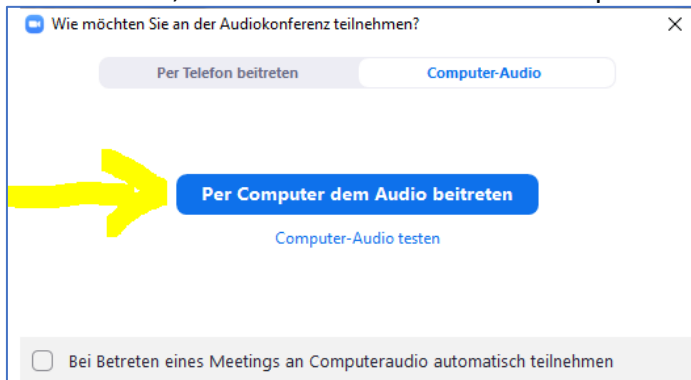 Wie möchten Sie an der Audiokonferenz teilnehmen?
Per Telefon beitreten Computer-Audio
Per Computer dem Audio beitreten
Computer-Audio testen
Bei Betreten eines Meetings an Computeraudio automatisch teilnehmen